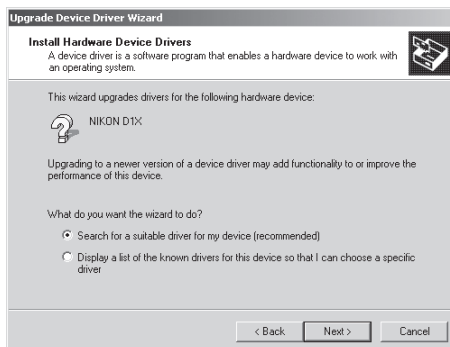 Upgrade Device Driver Wizard
Install Hardware Device Drivers
A device driver is a software program that enables a hardware device to work with
an operating system.
This wizard upgrades drivers for the following hardware device:
NIKON D1X
Upgrading to a newer version of a device driver may add functionality to or improve the
performance of this device.
What do you want the wizard to do?
Search for a suitable driver for my device (recommended)
Display a list of the known drivers for this device so that I can choose a specific
driver
< Back
Next >
Cancel